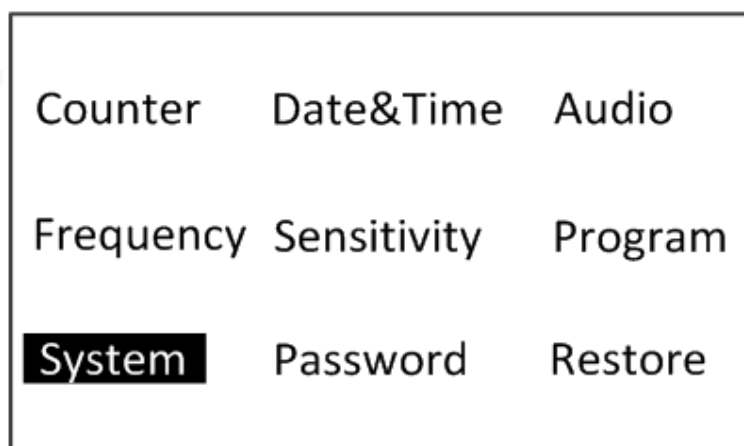 Counter Date&Time Audio
Frequency Sensitivity Program
System Password Restore